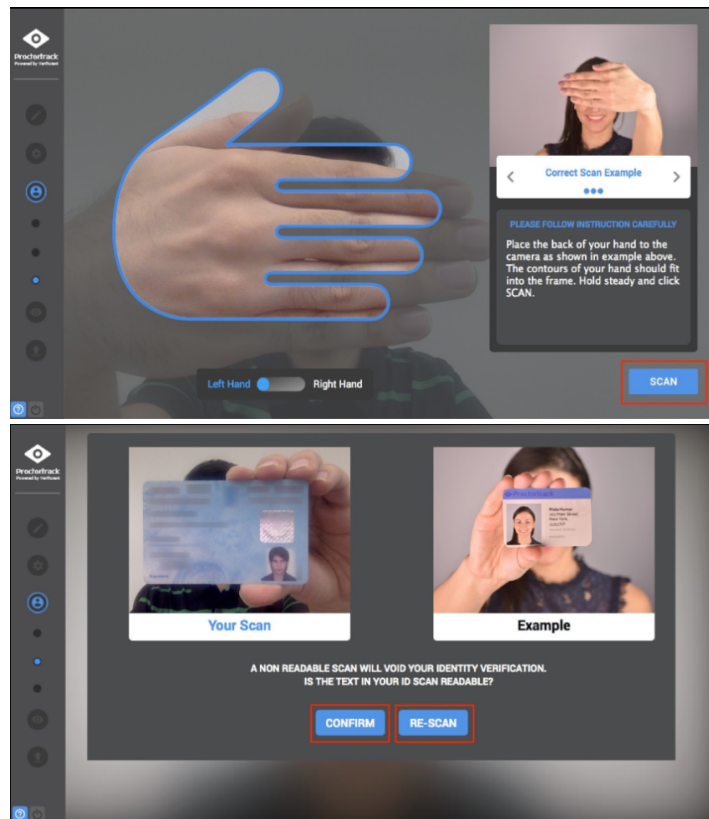 Proctortrack
Powered by Verificient
Correct Scan Example
PLEASE FOLLOW INSTRUCTION CAREFULLY
Place the back of your hand to the
camera as shown in example above.
The contours of your hand should fit
into the frame. Hold steady and click
SCAN.
Left Hand
Right Hand
SCAN
Proctortrack
Powered by Verificient
Proctortrack
Your Scan
Example
A NON READABLE SCAN WILL VOID YOUR IDENTITY VERIFICATION.
IS THE TEXT IN YOUR ID SCAN READABLE?
CONFIRM
RE-SCAN